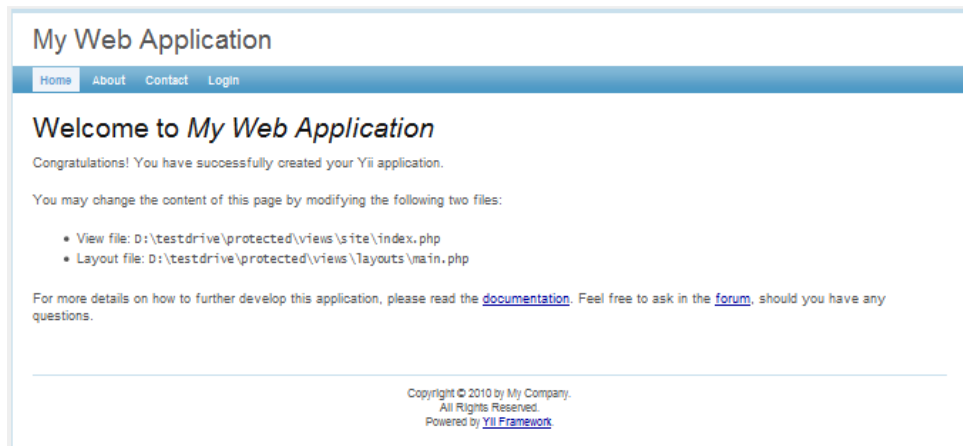 My Web Application
Home About Contact Login
Welcome to My Web Application
Congratulations! You have successfully created your Yii application.
You may change the content of this page by modifying the following two files:
• View file: D:\testdrive\protected\views\site\index.php
• Layout file: D:\testdrive\protected\views\layouts\main.php
For more details on how to further develop this application, please read the documentation. Feel free to ask in the forum, should you have any
questions.
Copyright © 2010 by My Company.
All Rights Reserved.
Powered by Yii Framework.